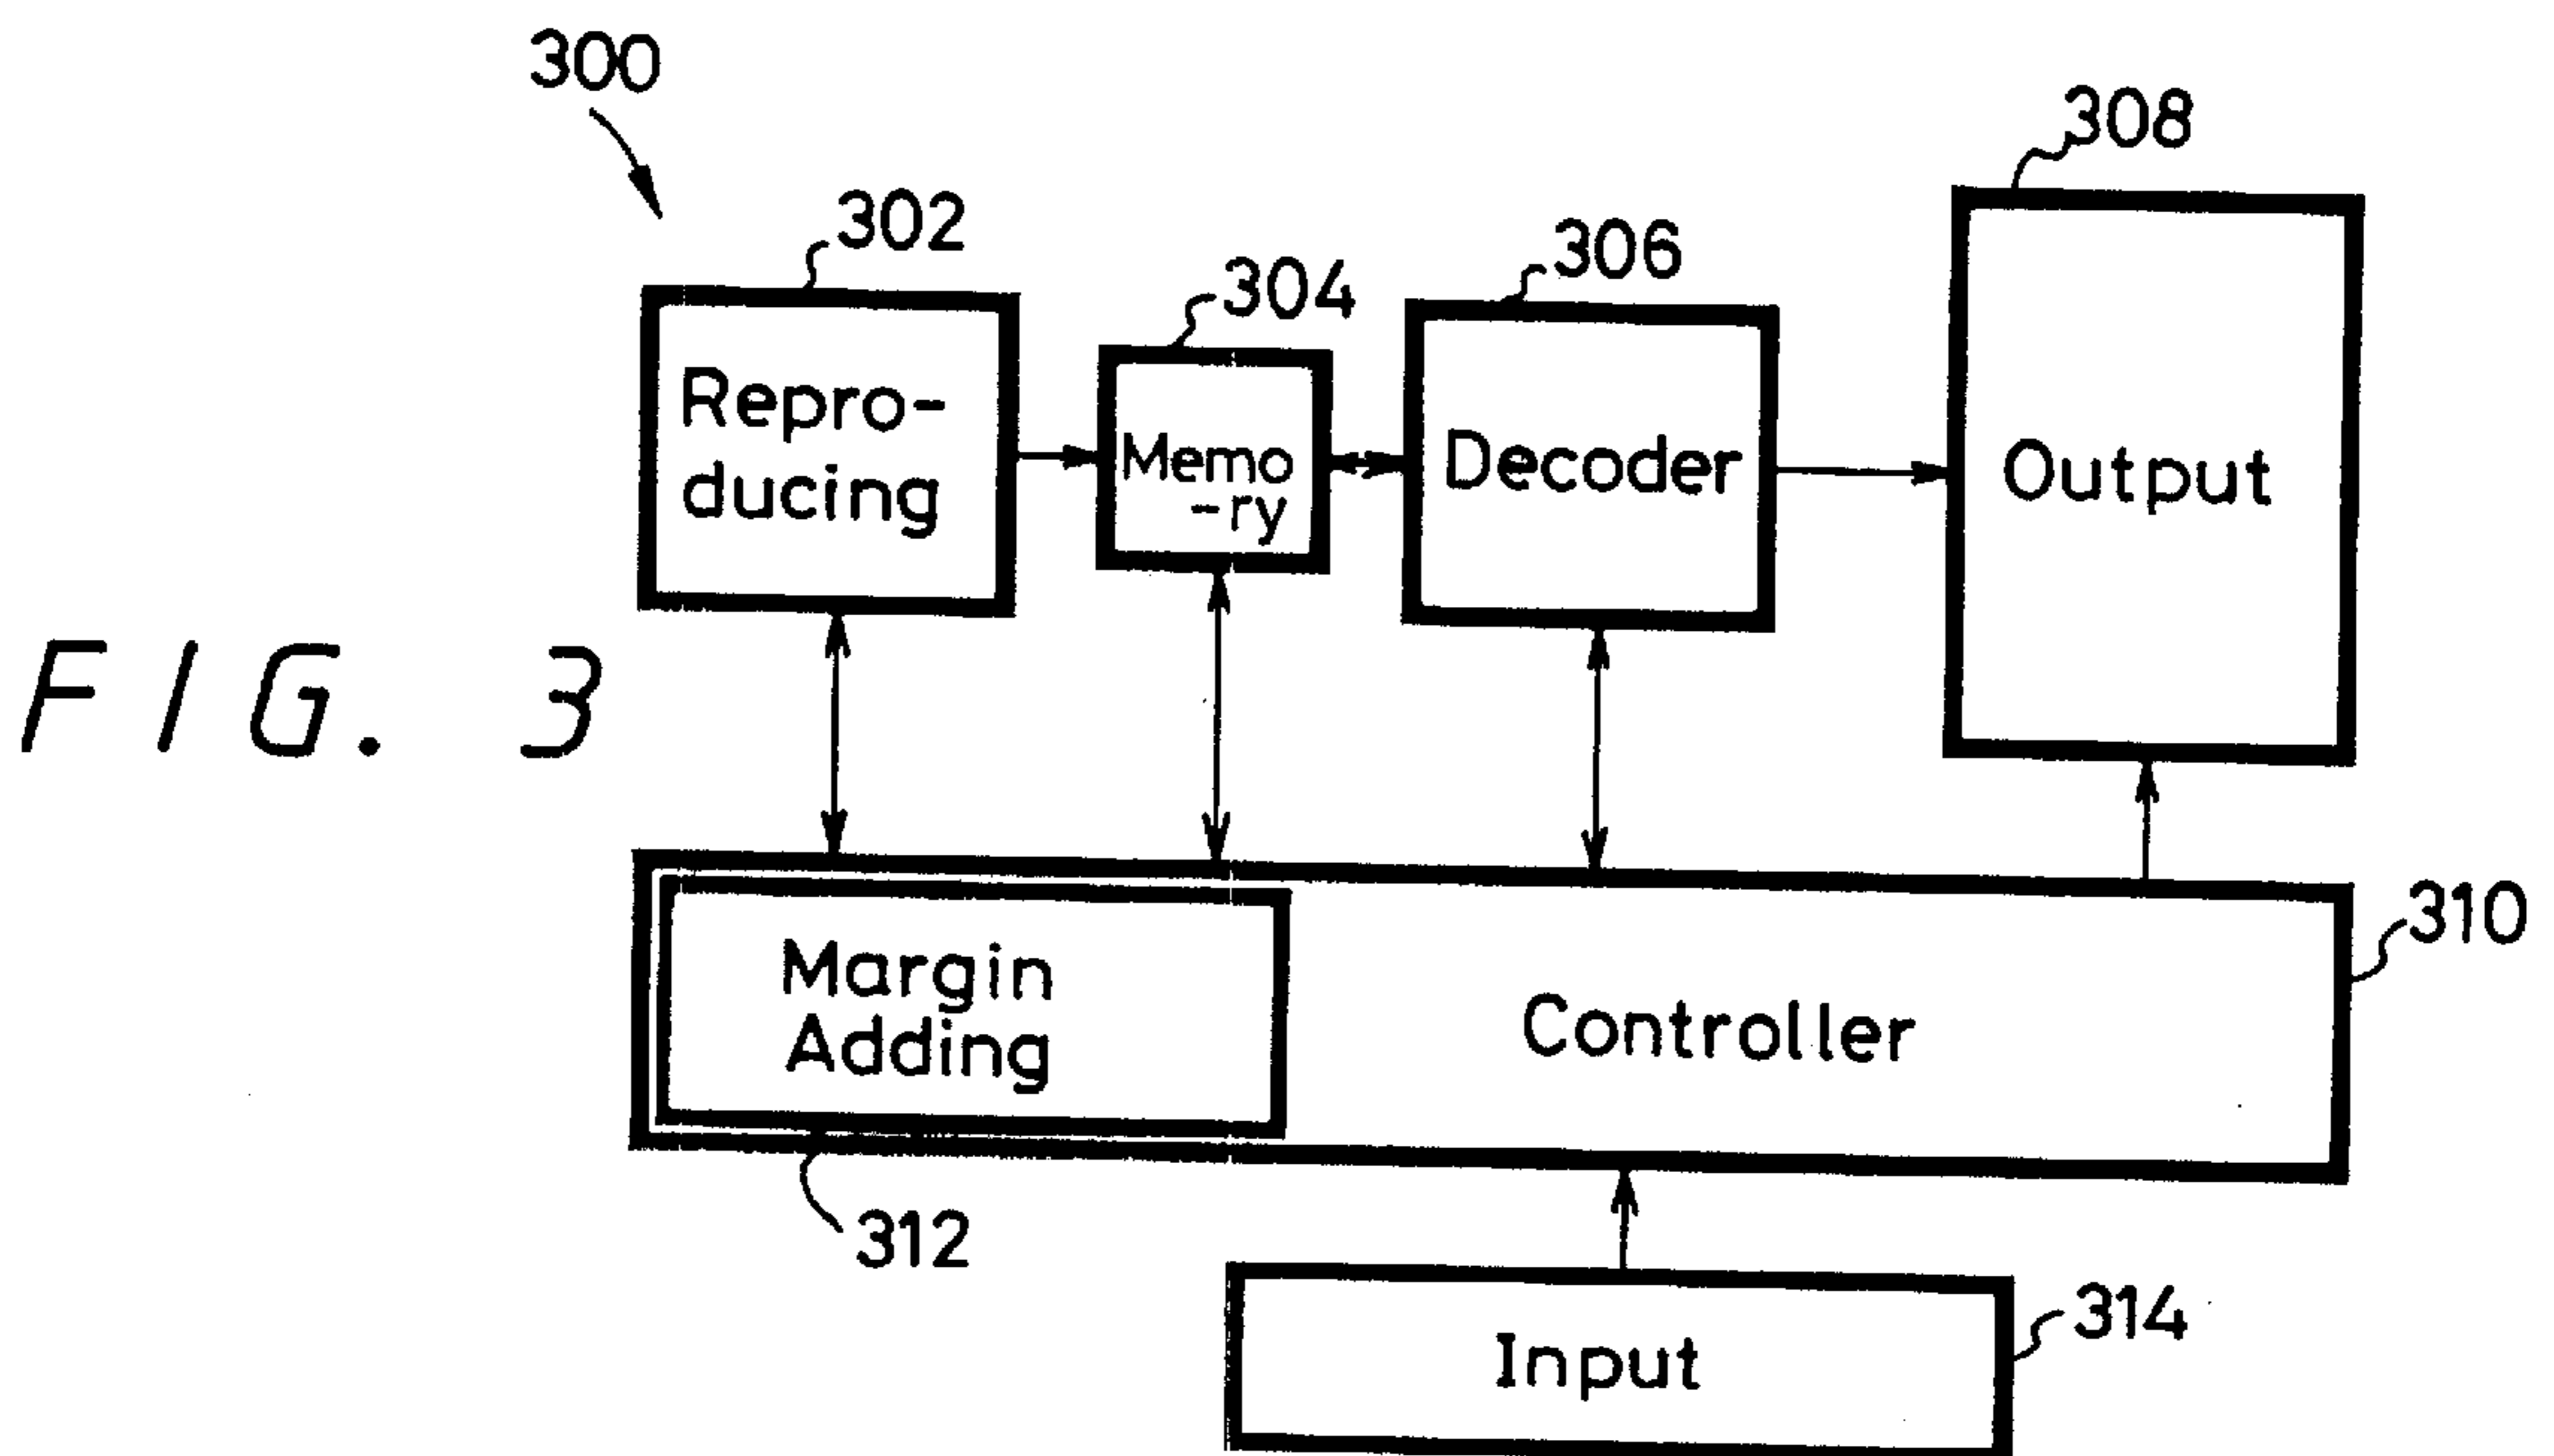 300
308
302
306
304
Repro-
ducing
Memo
-ry
Decoder
Output
FIG. 3
310
Margin
Adding
Controller
312
314
Input